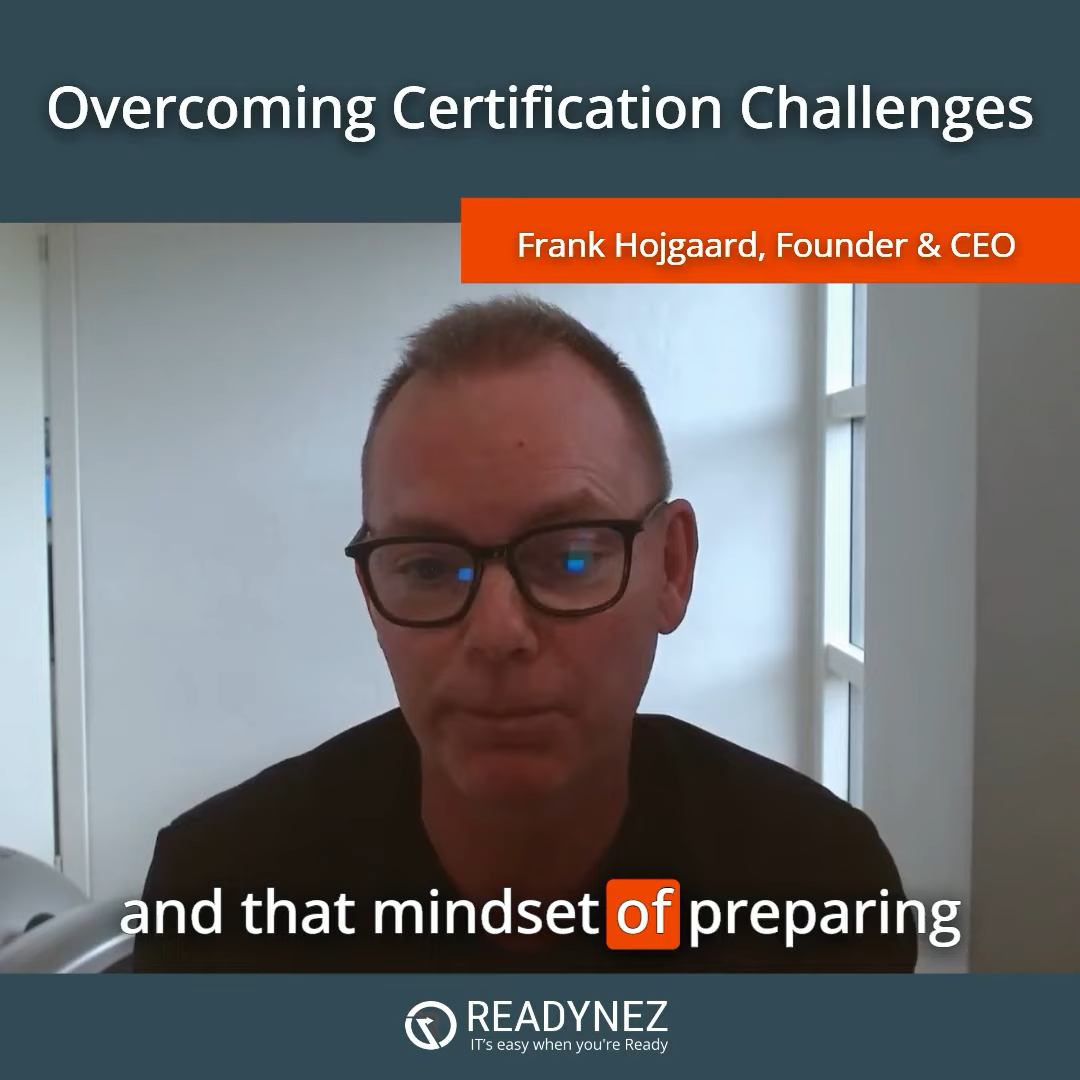 Overcoming Certification Challenges
Frank Hojgaard, Founder & CEO
and that mindset of preparing
READYNEZ
IT's easy when you're Ready